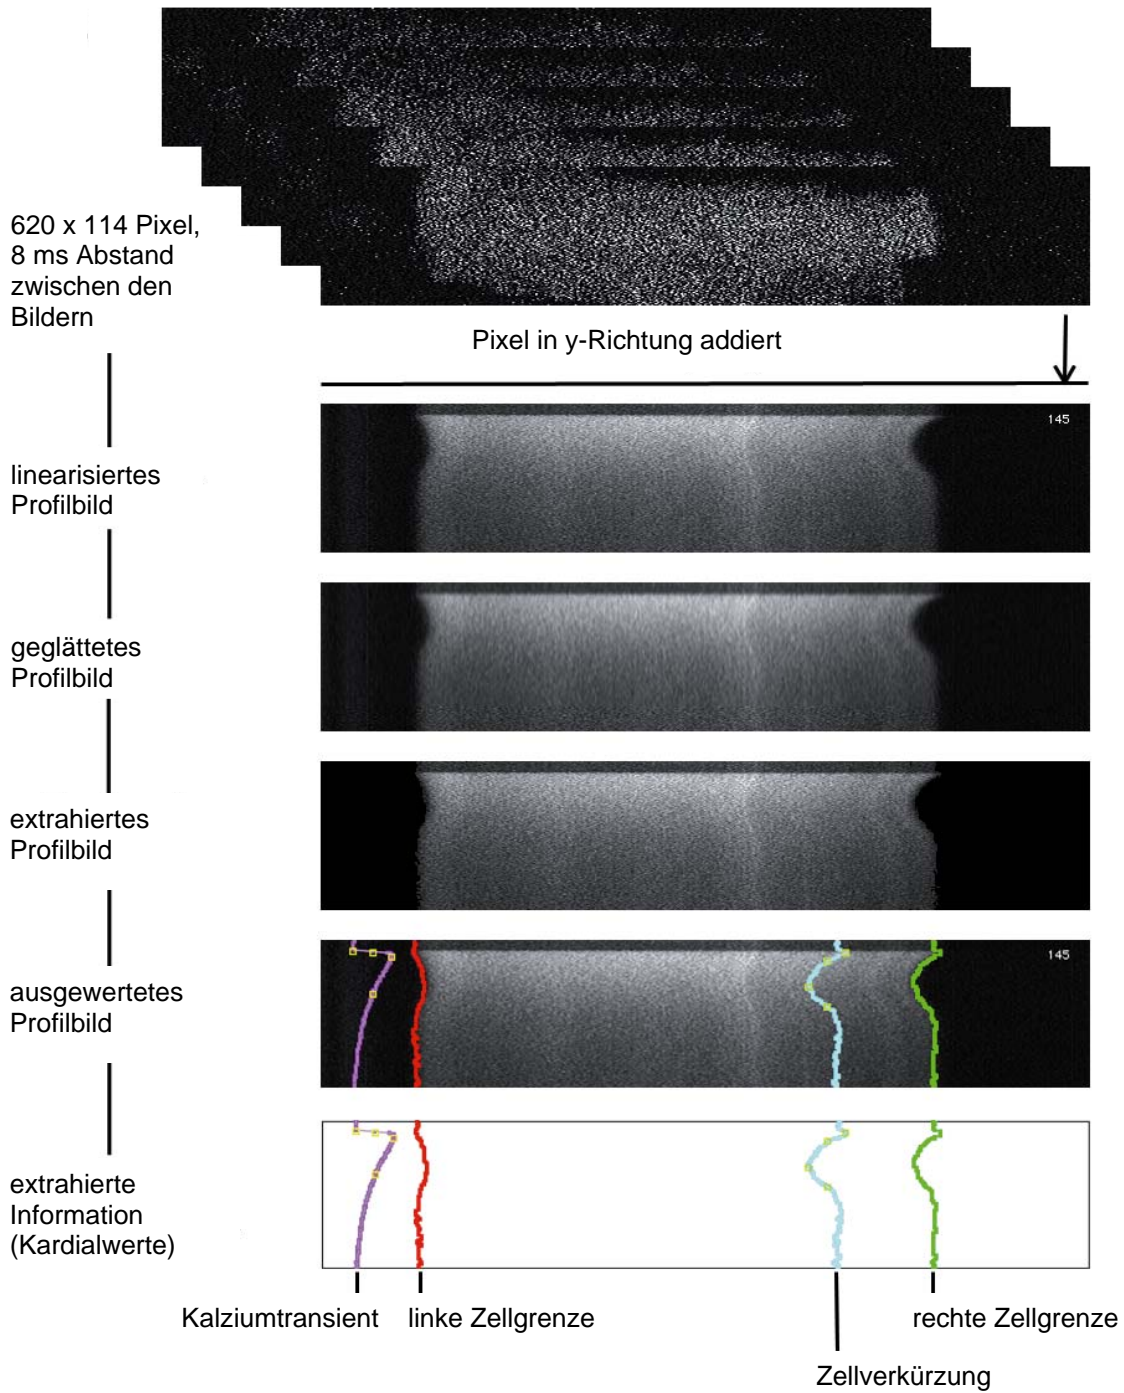 620 x 114 Pixel,
8 ms Abstand
zwischen den
Bildern
Pixel in y-Richtung addiert
145
linearisiertes
Profilbild
geglättetes
Profilbild
extrahiertes
Profilbild
145
ausgewertetes
Profilbild
extrahierte
Information
(Kardialwerte)
Kalziumtransient
linke Zellgrenze
rechte Zellgrenze
Zellverkürzung